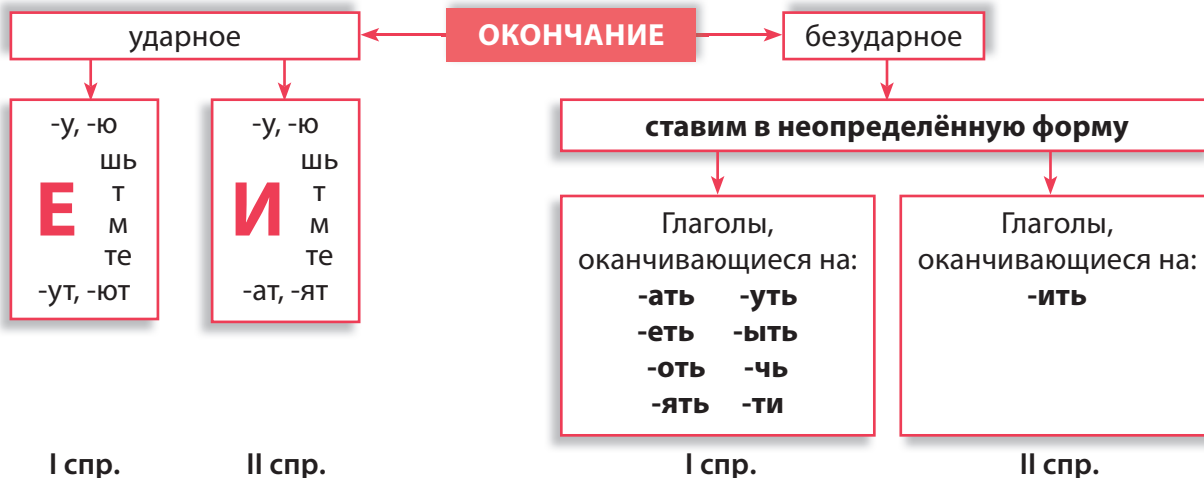 ОКОНЧАНИЕ
ударное
безударное
-у, -ю
Е
шь
т
м
те
-ут, -ют
-у, -ю
И
шь
т
м
те
-ат, -ят
ставим в неопределённую форму
Глаголы,
оканчивающиеся на:
-ать -уть
-еть -ыть
-оть -чь
-ять -ти
Глаголы,
оканчивающиеся на:
-ить
I спр.
II спр.
I спр.
II спр.